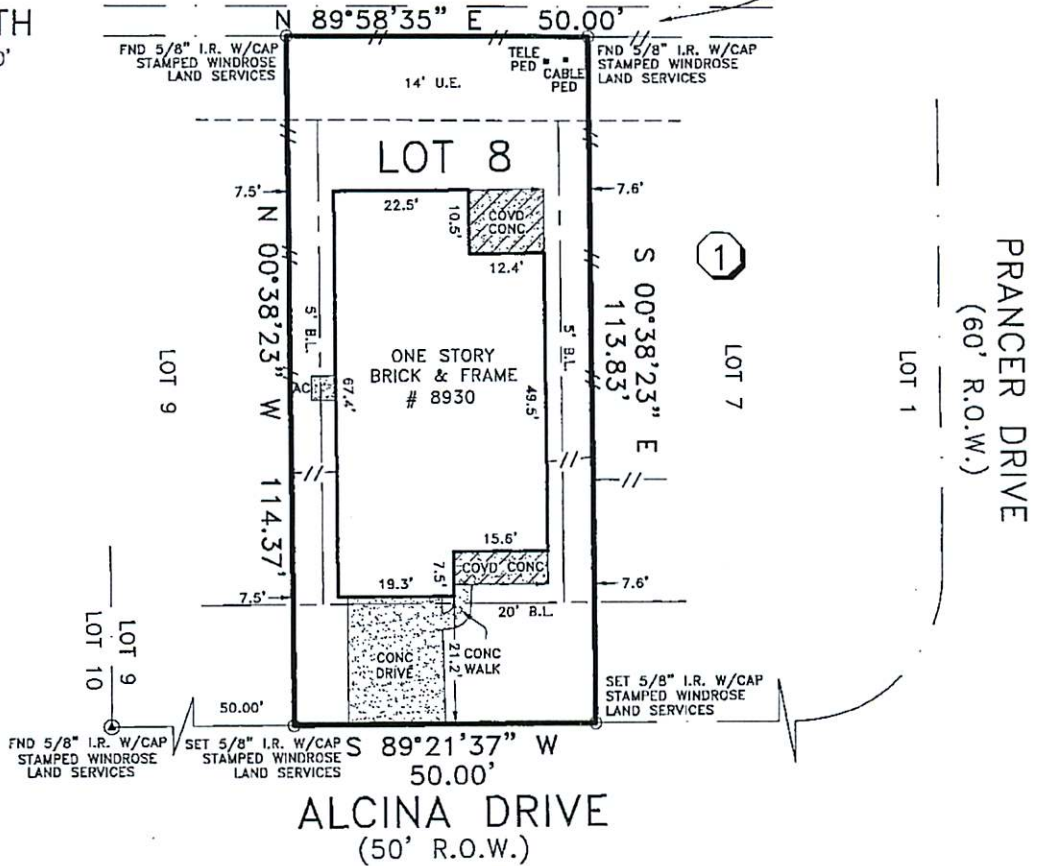 TH
0'
N 89°58'35" E 50.00'
FND 5/8" I.R. W/CAP
STAMPED WINDROSE
LAND SERVICES
TELE
PED
CABLE
PED
FND 5/8" I.R. W/CAP
STAMPED WINDROSE
LAND SERVICES
14' U.E.
LOT 8
7.5'
7.6'
22.5'
10.5'
COVD
CONC
12.4'
N 00°38'23" W 114.37'
5' B.L.
AC
67.4'
ONE STORY
BRICK & FRAME
# 8930
49.5'
5' B.L.
S 00°38'23" E
113.83'
1
LOT 9
LOT 7
LOT 1
PRANCER DRIVE
(60' R.O.W.)
15.6'
7.5'
COVD CONC
19.3'
7.5'
7.6'
20' B.L.
CONC
DRIVE
21.2'
CONC
WALK
LOT 9
LOT 10
50.00'
SET 5/8" I.R. W/CAP
STAMPED WINDROSE
LAND SERVICES
FND 5/8" I.R. W/CAP
STAMPED WINDROSE
LAND SERVICES
SET 5/8" I.R. W/CAP
STAMPED WINDROSE
LAND SERVICES
S 89°21'37" W
50.00'
ALCINA DRIVE
(50' R.O.W.)